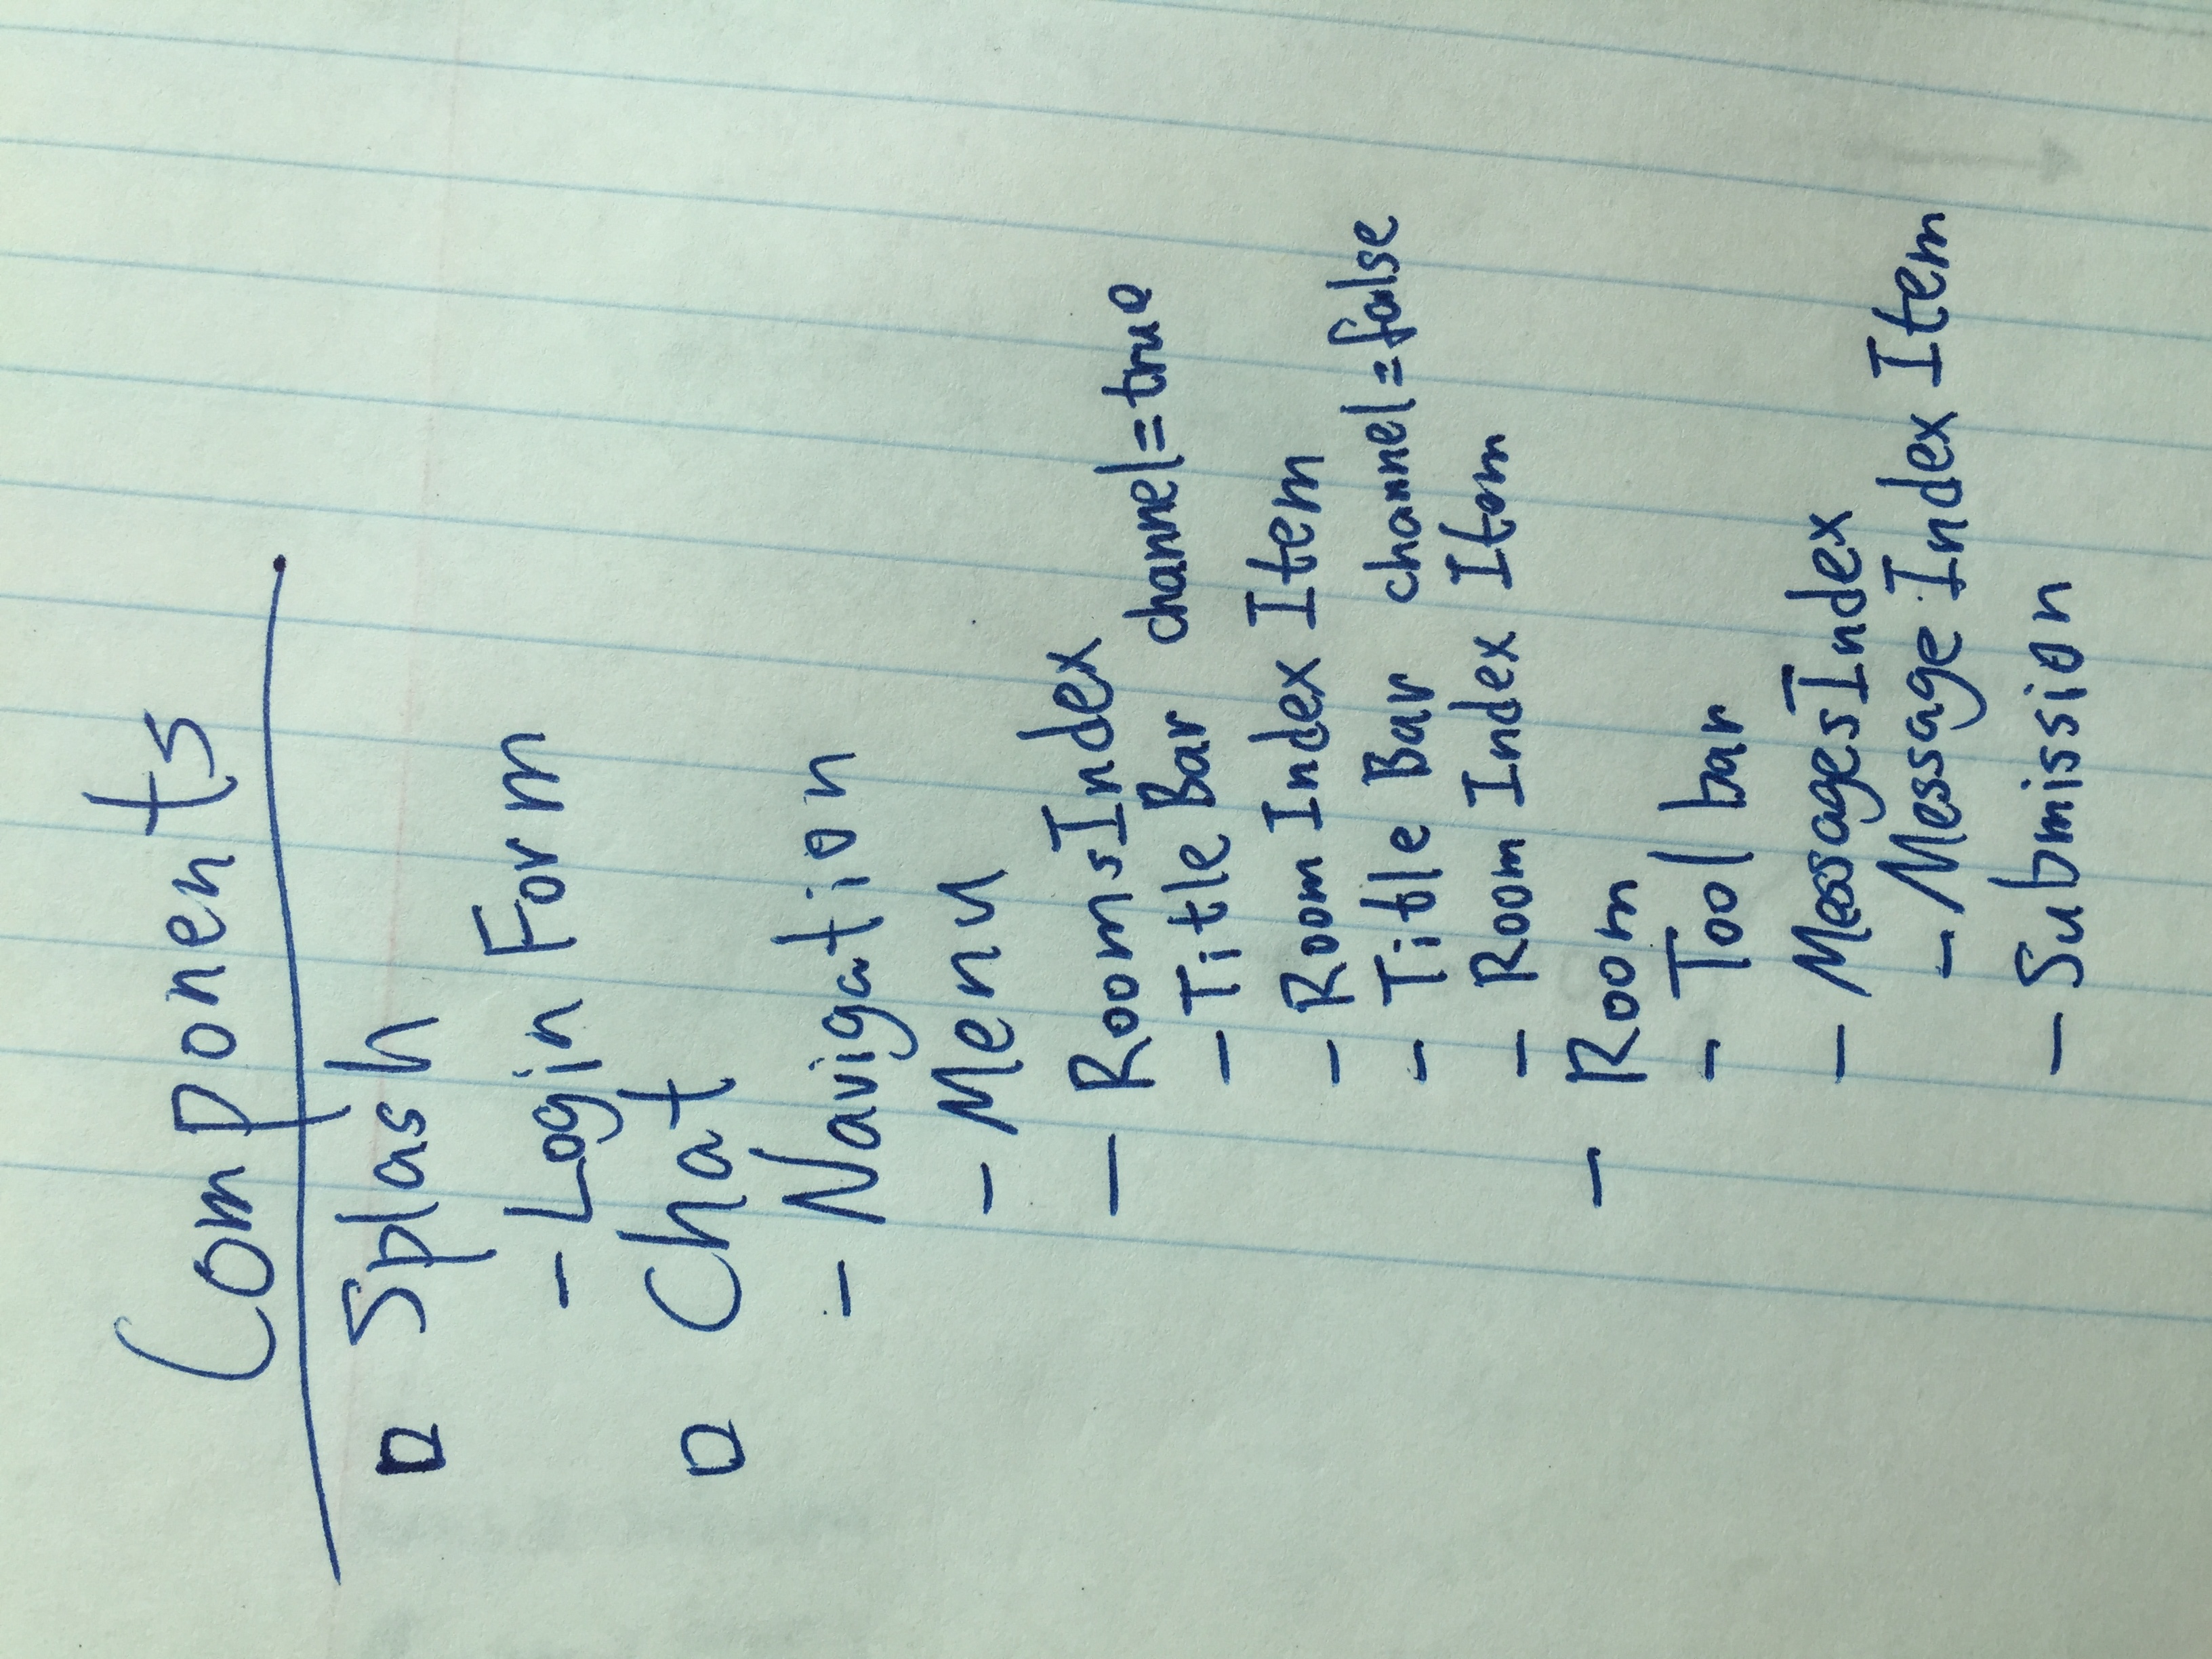 Components
Splash
- Login Form
Chat
- Navigation
- Menu
- RoomsIndex
- Title Bar channel=true
- Room Index Item
- Title Bar channel=false
- Room Index Item
- Room
- Tool bar
- MessagesIndex
- Message Index Item
- Submission